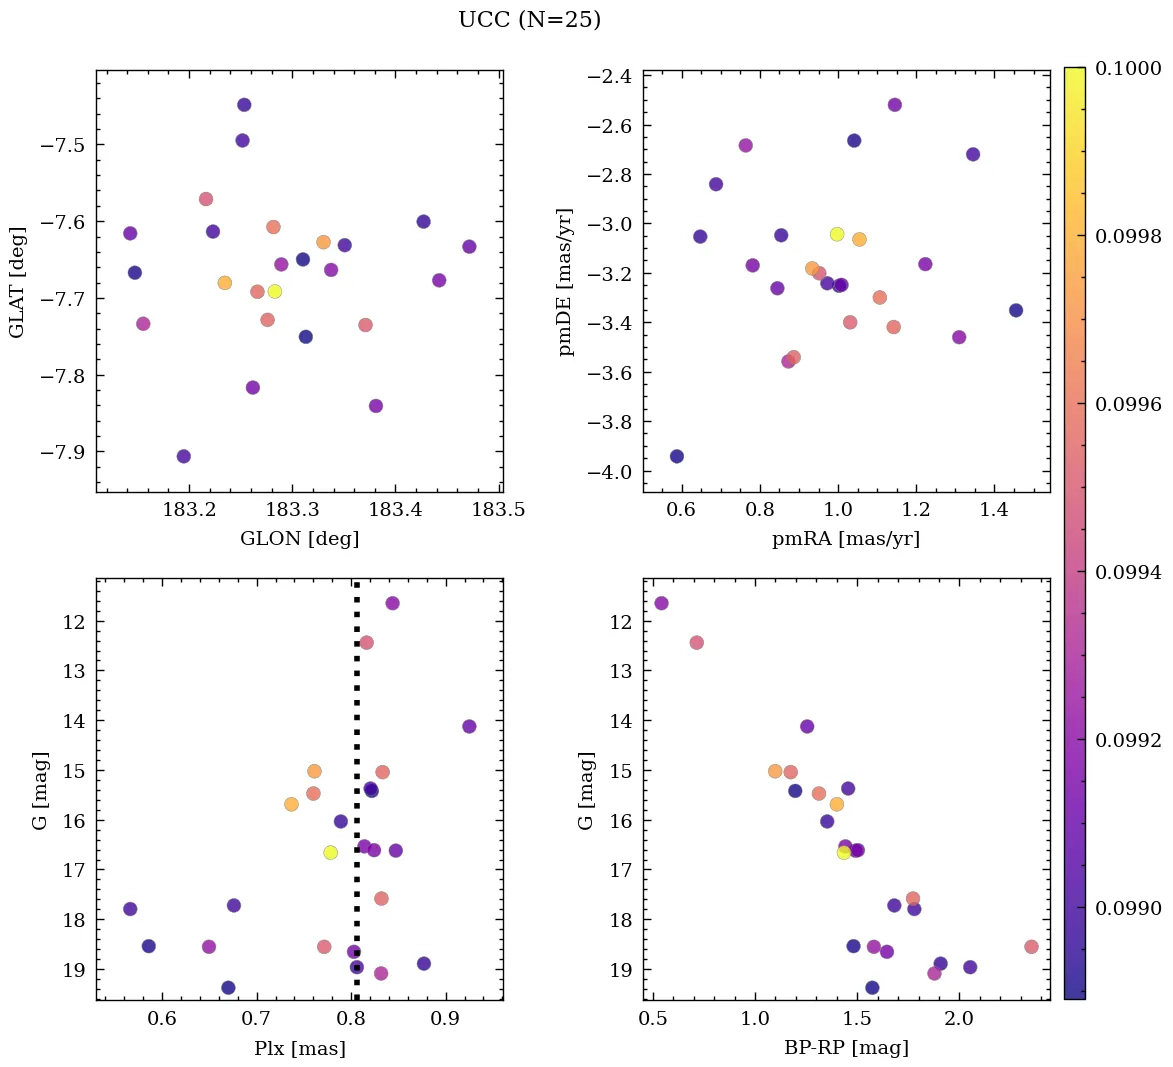 UCC (N=25)
−7.5
−7.6
−7.7
−7.8
−7.9
GLAT [deg]
183.2 183.3 183.4 183.5
GLON [deg]
−2.4
−2.6
−2.8
−3.0
−3.2
−3.4
−3.6
−3.8
−4.0
pmDE [mas/yr]
0.6 0.8 1.0 1.2 1.4
pmRA [mas/yr]
12
13
14
15
16
17
18
19
G [mag]
0.6 0.7 0.8 0.9
Plx [mas]
12
13
14
15
16
17
18
19
G [mag]
0.5 1.0 1.5 2.0
BP-RP [mag]
0.1000
0.0998
0.0996
0.0994
0.0992
0.0990